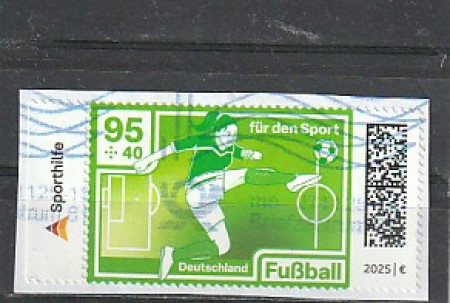 Sporthilfe
95
+40
für den Sport
Deutschland
Fußball
2025 | €